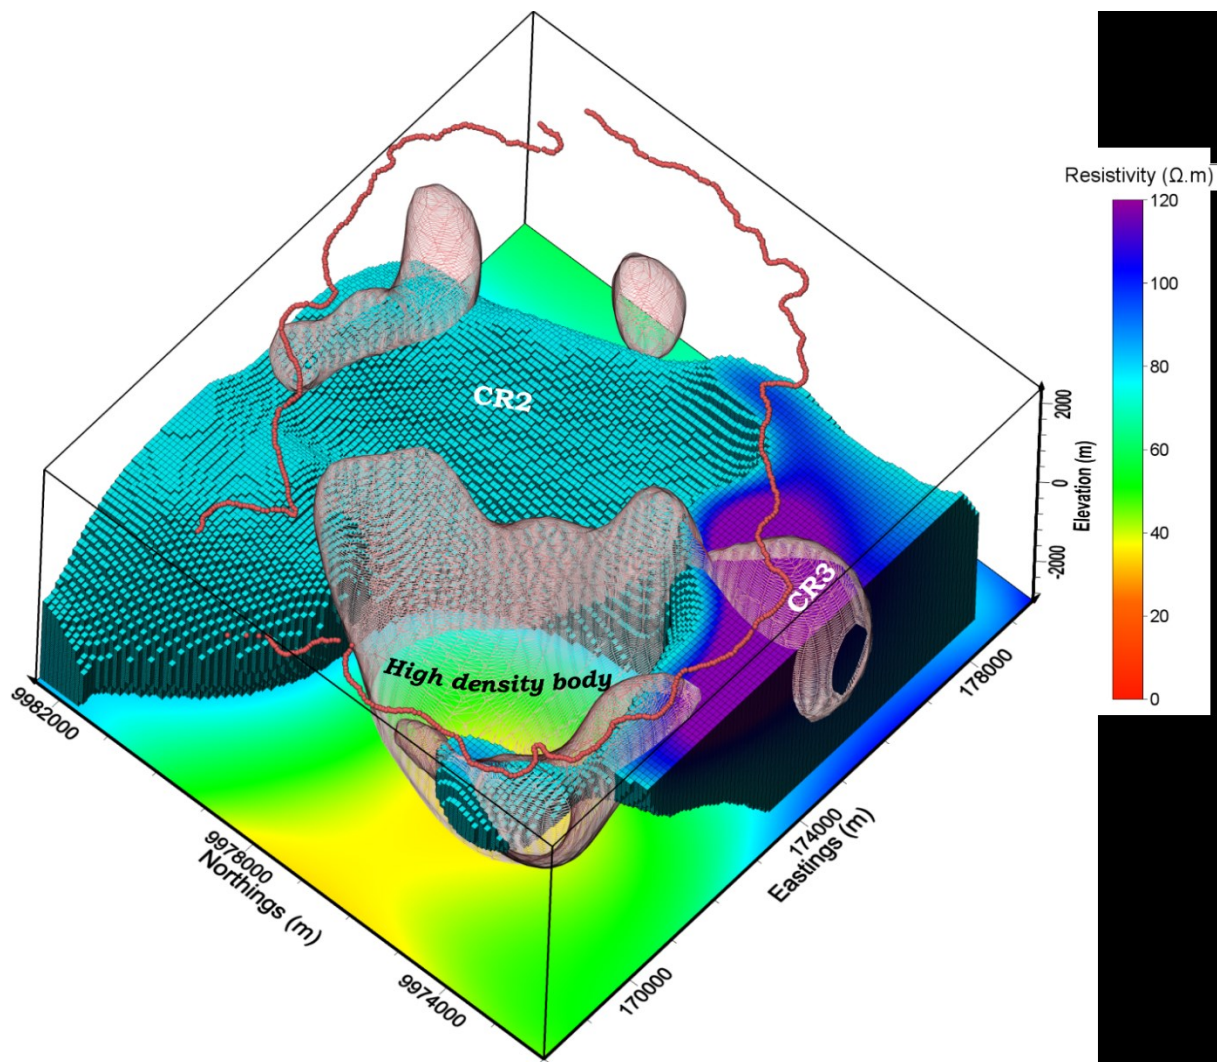 Resistivity (Ω.m)
120
100
80
60
40
20
0
CR2
CR3
High density body
2000
0
-2000
Elevation (m)
9982000
9978000
9974000
Northings (m)
178000
174000
170000
Eastings (m)